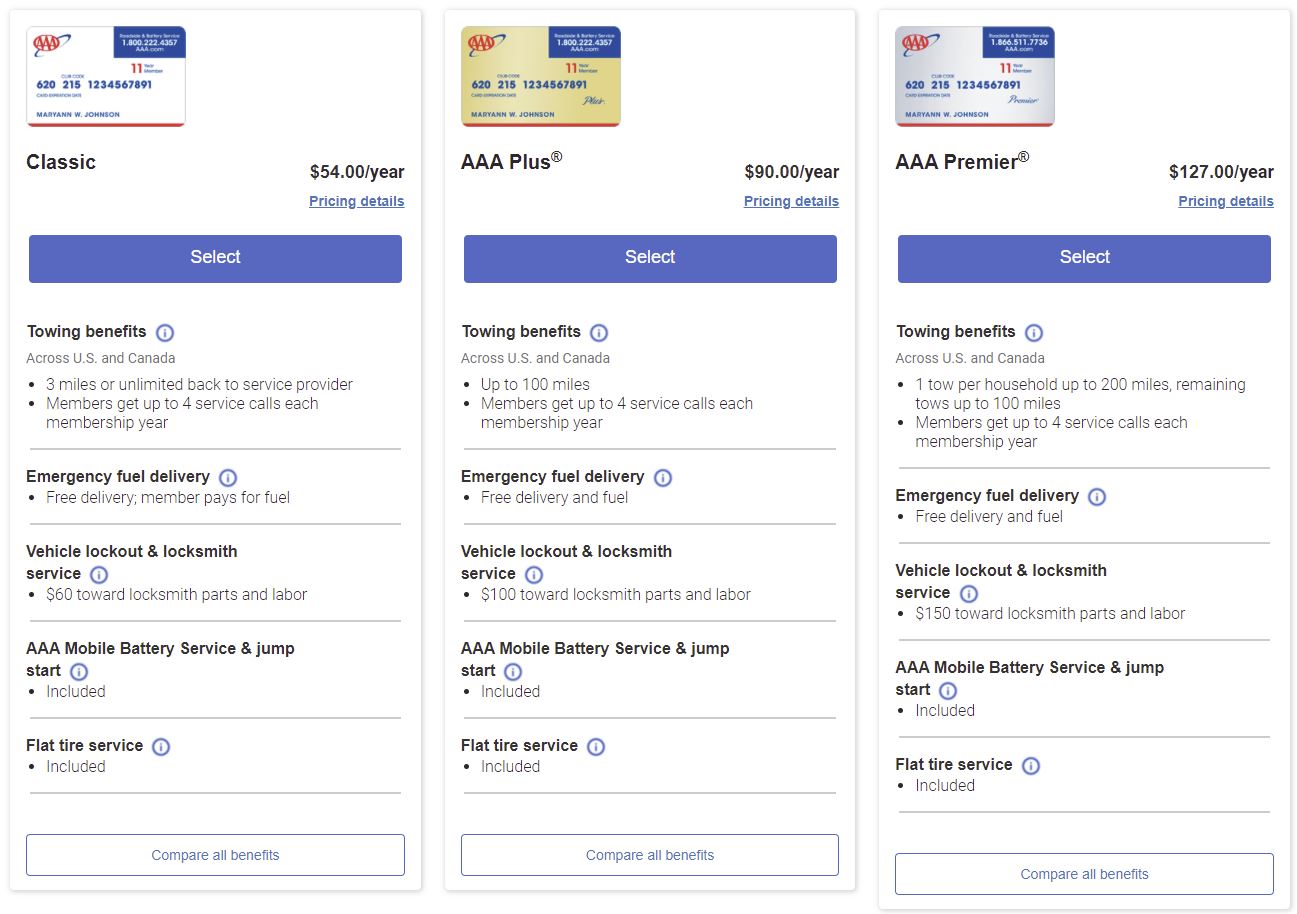 AAA
Roadside & Battery Service
1.800.222.4357
AAA.com
11 Year Member
CLUB CODE
620 215 1234567891
CARD EXPIRATION DATE
MARYANN W. JOHNSON
Classic
$54.00/year
Pricing details
Select
Towing benefits
Across U.S. and Canada
• 3 miles or unlimited back to service provider
• Members get up to 4 service calls each
membership year
Emergency fuel delivery
• Free delivery; member pays for fuel
Vehicle lockout & locksmith
service
• $60 toward locksmith parts and labor
AAA Mobile Battery Service & jump
start
• Included
Flat tire service
• Included
Compare all benefits
AAA
Roadside & Battery Service
1.800.222.4357
AAA.com
11 Year Member
CLUB CODE
620 215 1234567891
CARD EXPIRATION DATE
Plus
MARYANN W. JOHNSON
AAA Plus®
$90.00/year
Pricing details
Select
Towing benefits
Across U.S. and Canada
• Up to 100 miles
• Members get up to 4 service calls each
membership year
Emergency fuel delivery
• Free delivery and fuel
Vehicle lockout & locksmith
service
• $100 toward locksmith parts and labor
AAA Mobile Battery Service & jump
start
• Included
Flat tire service
• Included
Compare all benefits
AAA
Roadside & Battery Service
1.866.511.7736
AAA.com
11 Year Member
CLUB CODE
620 215 1234567891
CARD EXPIRATION DATE
Premier
MARYANN W. JOHNSON
AAA Premier®
$127.00/year
Pricing details
Select
Towing benefits
Across U.S. and Canada
• 1 tow per household up to 200 miles, remaining
tows up to 100 miles
• Members get up to 4 service calls each
membership year
Emergency fuel delivery
• Free delivery and fuel
Vehicle lockout & locksmith
service
• $150 toward locksmith parts and labor
AAA Mobile Battery Service & jump
start
• Included
Flat tire service
• Included
Compare all benefits